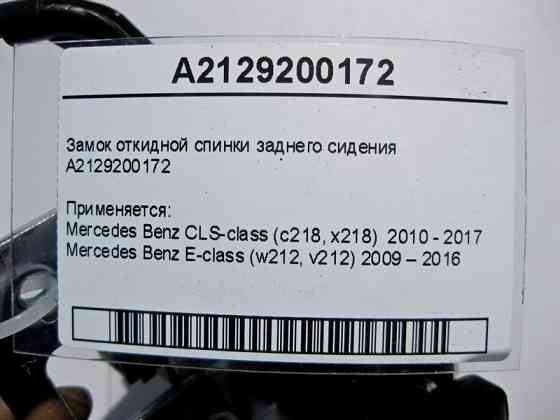 A2129200172
Замок откидной спинки заднего сидения
A2129200172
Применяется:
Mercedes Benz CLS-class (c218, x218) 2010 - 2017
Mercedes Benz E-class (w212, v212) 2009 – 2016